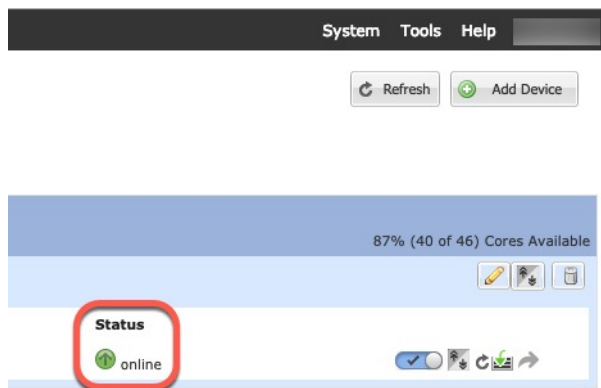 System Tools Help
Refresh Add Device
87% (40 of 46) Cores Available
Status
online